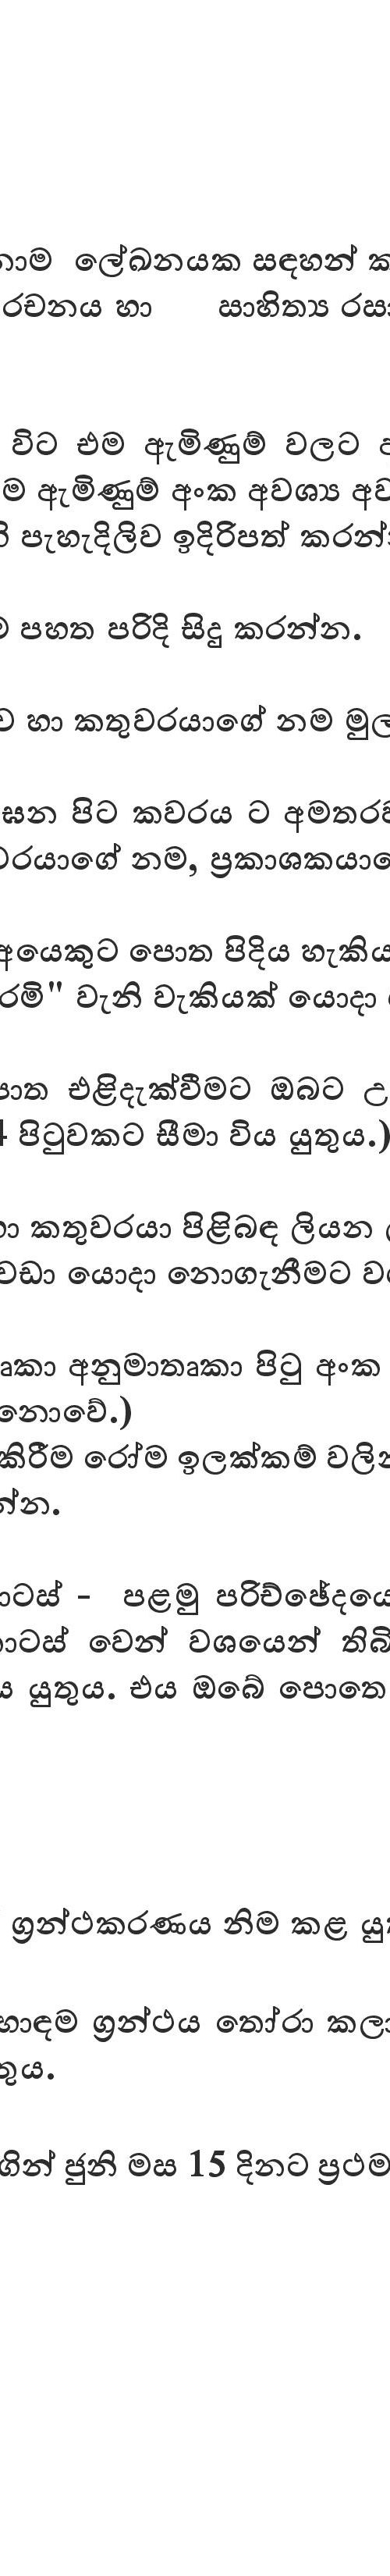 නාම ලේඛනයක සඳහන් ක
රචනය හා සාහිත්‍ය රසා
විට එම ඇමිණුම් වලට අ
ම ඇමිණුම් අංක අවශ්‍ය අව
පැහැදිලිව ඉදිරිපත් කරන්න
ම පහත පරිදි සිදු කරන්න.
ව හා කතුවරයාගේ නම මුල
ඝන පිට කවරය ට අමතරව
වරයාගේ නම, ප්‍රකාශකයාගේ
අයෙකුට පොත පිදිය හැකිය
රමි" වැනි වැකියක් යොදා
පොත එළිදැක්වීමට ඔබට උ
4 පිටුවකට සීමා විය යුතුය.)
හා කතුවරයා පිළිබඳ ලියන
වඩා යොදා නොගැනීමට ව
තෘකා අනුමාතෘකා පිටු අංක
නොවේ.)
කිරීම රෝම ඉලක්කම් වලින්
න්න.
ාටස් - පළමු පරිච්ඡේදයෙ
ොටස් වෙන් වශයෙන් තිබි
ය යුතුය. එය ඔබේ පොතෙ
ග්‍රන්ථකරණය නිම කළ යු
හොඳම ග්‍රන්ථය තෝරා කලා
තුය.
ගින් ජුනි මස 15 දිනට ප්‍රථම